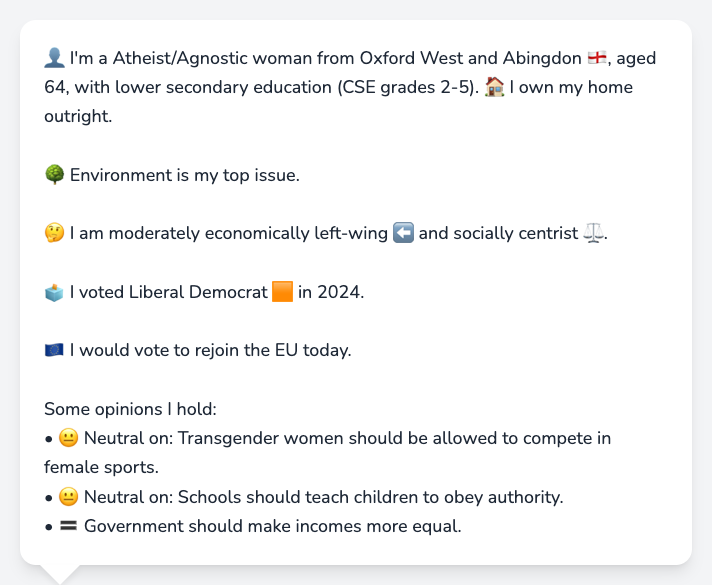 👤 I'm a Atheist/Agnostic woman from Oxford West and Abingdon 🏴󠁧󠁢󠁥󠁮󠁧󠁿, aged
64, with lower secondary education (CSE grades 2-5). 🏠 I own my home
outright.
🌳 Environment is my top issue.
🤔 I am moderately economically left-wing ⬅️ and socially centrist ⚖️.
🗳️ I voted Liberal Democrat 🟧 in 2024.
🇪🇺 I would vote to rejoin the EU today.
Some opinions I hold:
• 😐 Neutral on: Transgender women should be allowed to compete in
female sports.
• 😐 Neutral on: Schools should teach children to obey authority.
• 🟰 Government should make incomes more equal.